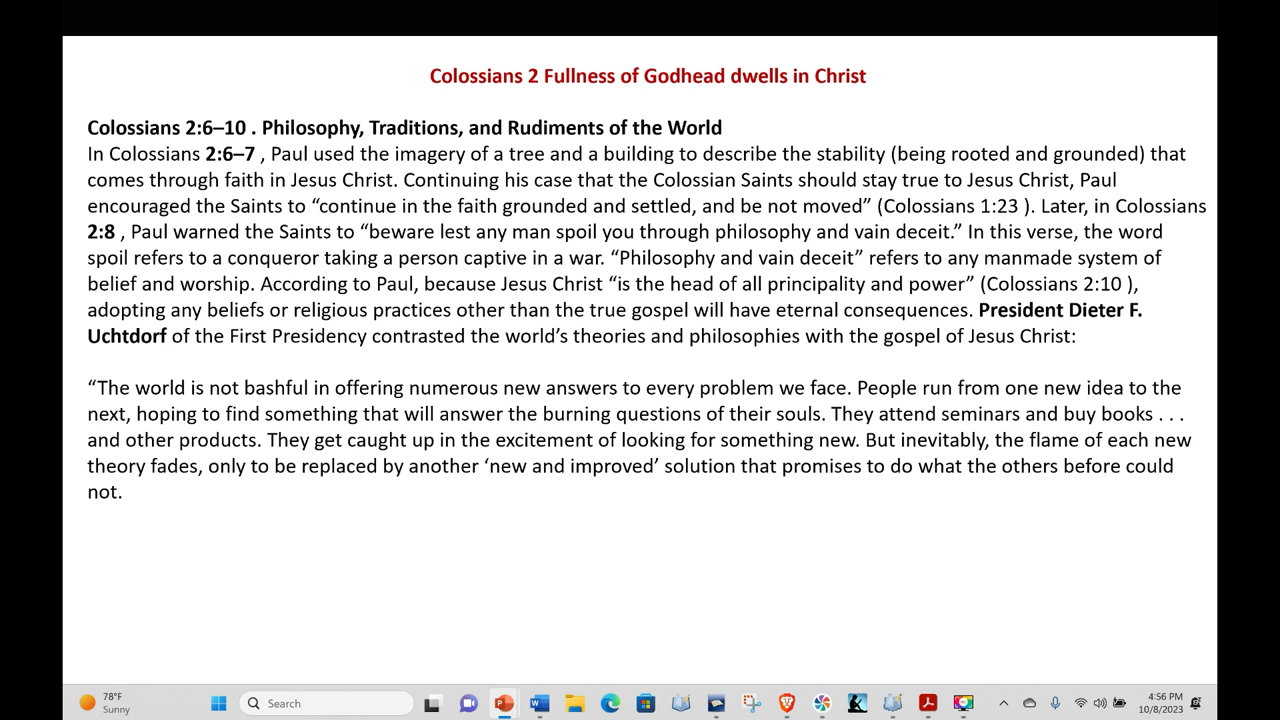 Colossians 2 Fullness of Godhead dwells in Christ
Colossians 2:6–10 . Philosophy, Traditions, and Rudiments of the World
In Colossians 2:6–7 , Paul used the imagery of a tree and a building to describe the stability (being rooted and grounded) that
comes through faith in Jesus Christ. Continuing his case that the Colossian Saints should stay true to Jesus Christ, Paul
encouraged the Saints to “continue in the faith grounded and settled, and be not moved” (Colossians 1:23 ). Later, in Colossians
2:8 , Paul warned the Saints to “beware lest any man spoil you through philosophy and vain deceit.” In this verse, the word
spoil refers to a conqueror taking a person captive in a war. “Philosophy and vain deceit” refers to any manmade system of
belief and worship. According to Paul, because Jesus Christ “is the head of all principality and power” (Colossians 2:10 ),
adopting any beliefs or religious practices other than the true gospel will have eternal consequences. President Dieter F.
Uchtdorf of the First Presidency contrasted the world’s theories and philosophies with the gospel of Jesus Christ:
“The world is not bashful in offering numerous new answers to every problem we face. People run from one new idea to the
next, hoping to find something that will answer the burning questions of their souls. They attend seminars and buy books . . .
and other products. They get caught up in the excitement of looking for something new. But inevitably, the flame of each new
theory fades, only to be replaced by another ‘new and improved’ solution that promises to do what the others before could
not.
78°F
Sunny
Search
4:56 PM
10/8/2023